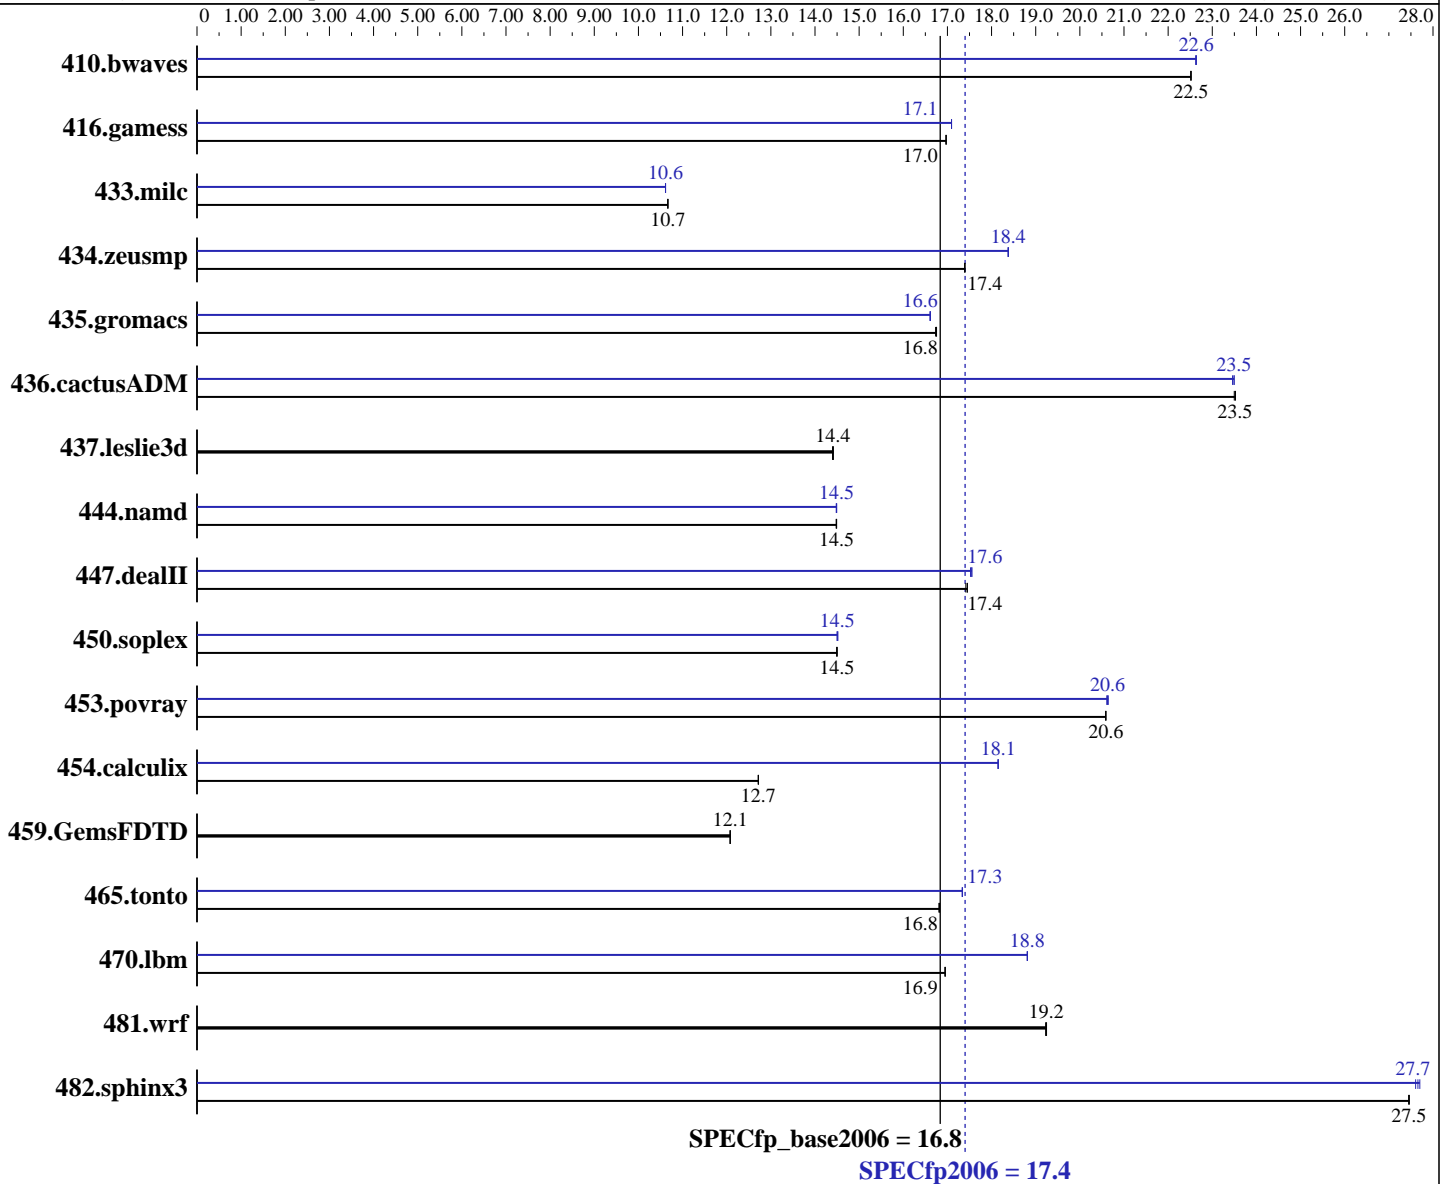 0 1.00 2.00 3.00 4.00 5.00 6.00 7.00 8.00 9.00 10.0 11.0 12.0 13.0 14.0 15.0 16.0 17.0 18.0 19.0 20.0 21.0 22.0 23.0 24.0 25.0 26.0 28.0
22.6
410.bwaves
22.5
17.1
416.gamess
17.0
10.6
433.milc
10.7
18.4
434.zeusmp
17.4
16.6
435.gromacs
16.8
23.5
436.cactusADM
23.5
14.4
437.leslie3d
14.5
444.namd
14.5
17.6
447.dealII
17.4
14.5
450.soplex
14.5
20.6
453.povray
20.6
18.1
454.calculix
12.7
12.1
459.GemsFDTD
17.3
465.tonto
16.8
18.8
470.lbm
16.9
19.2
481.wrf
27.7
482.sphinx3
27.5
SPECfp_base2006 = 16.8
SPECfp2006 = 17.4